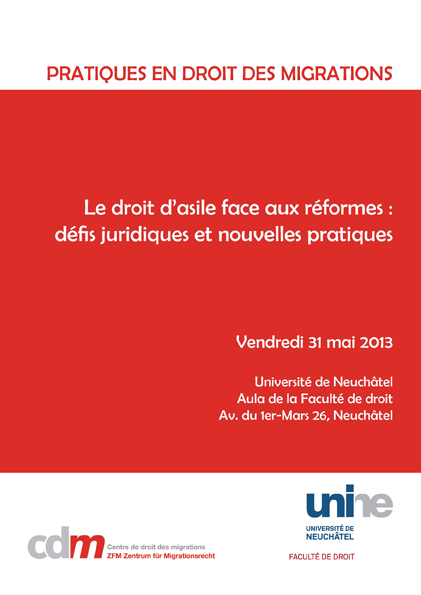 PRATIQUES EN DROIT DES MIGRATIONS
Le droit d'asile face aux réformes :
défis juridiques et nouvelles pratiques
Vendredi 31 mai 2013
Université de Neuchâtel
Aula de la Faculté de droit
Av. du 1er-Mars 26, Neuchâtel
unine
UNIVERSITÉ DE
NEUCHÂTEL
FACULTÉ DE DROIT
cdm
Centre de droit des migrations
ZFM Zentrum für Migrationsrecht